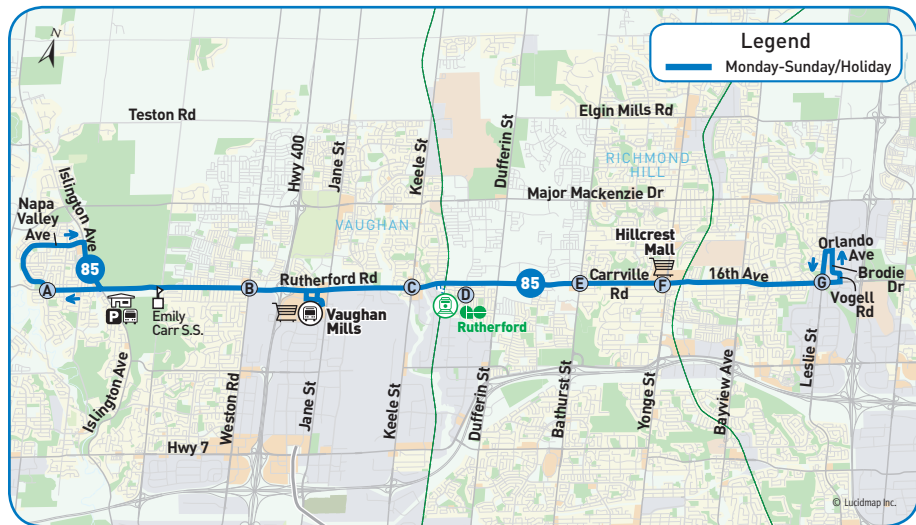 N
Legend
Monday-Sunday/Holiday
Teston Rd
Elgin Mills Rd
Islington Ave
Hwy 400
Jane St
Keele St
Dufferin St
RICHMOND
HILL
Major Mackenzie Dr
Napa
Valley
Ave
VAUGHAN
Hillcrest
Mall
Orlando
Ave
85
Rutherford Rd
85
Carrville
Rd
16th Ave
Brodie
Dr
A
B
C
D
E
F
G
Vogell
Rd
P
Emily
Carr S.S.
Vaughan
Mills
Rutherford
Islington Ave
Weston Rd
Jane St
Keele St
Dufferin St
Bathurst St
Yonge St
Bayview Ave
Leslie St
Hwy 7
© Lucidmap Inc.